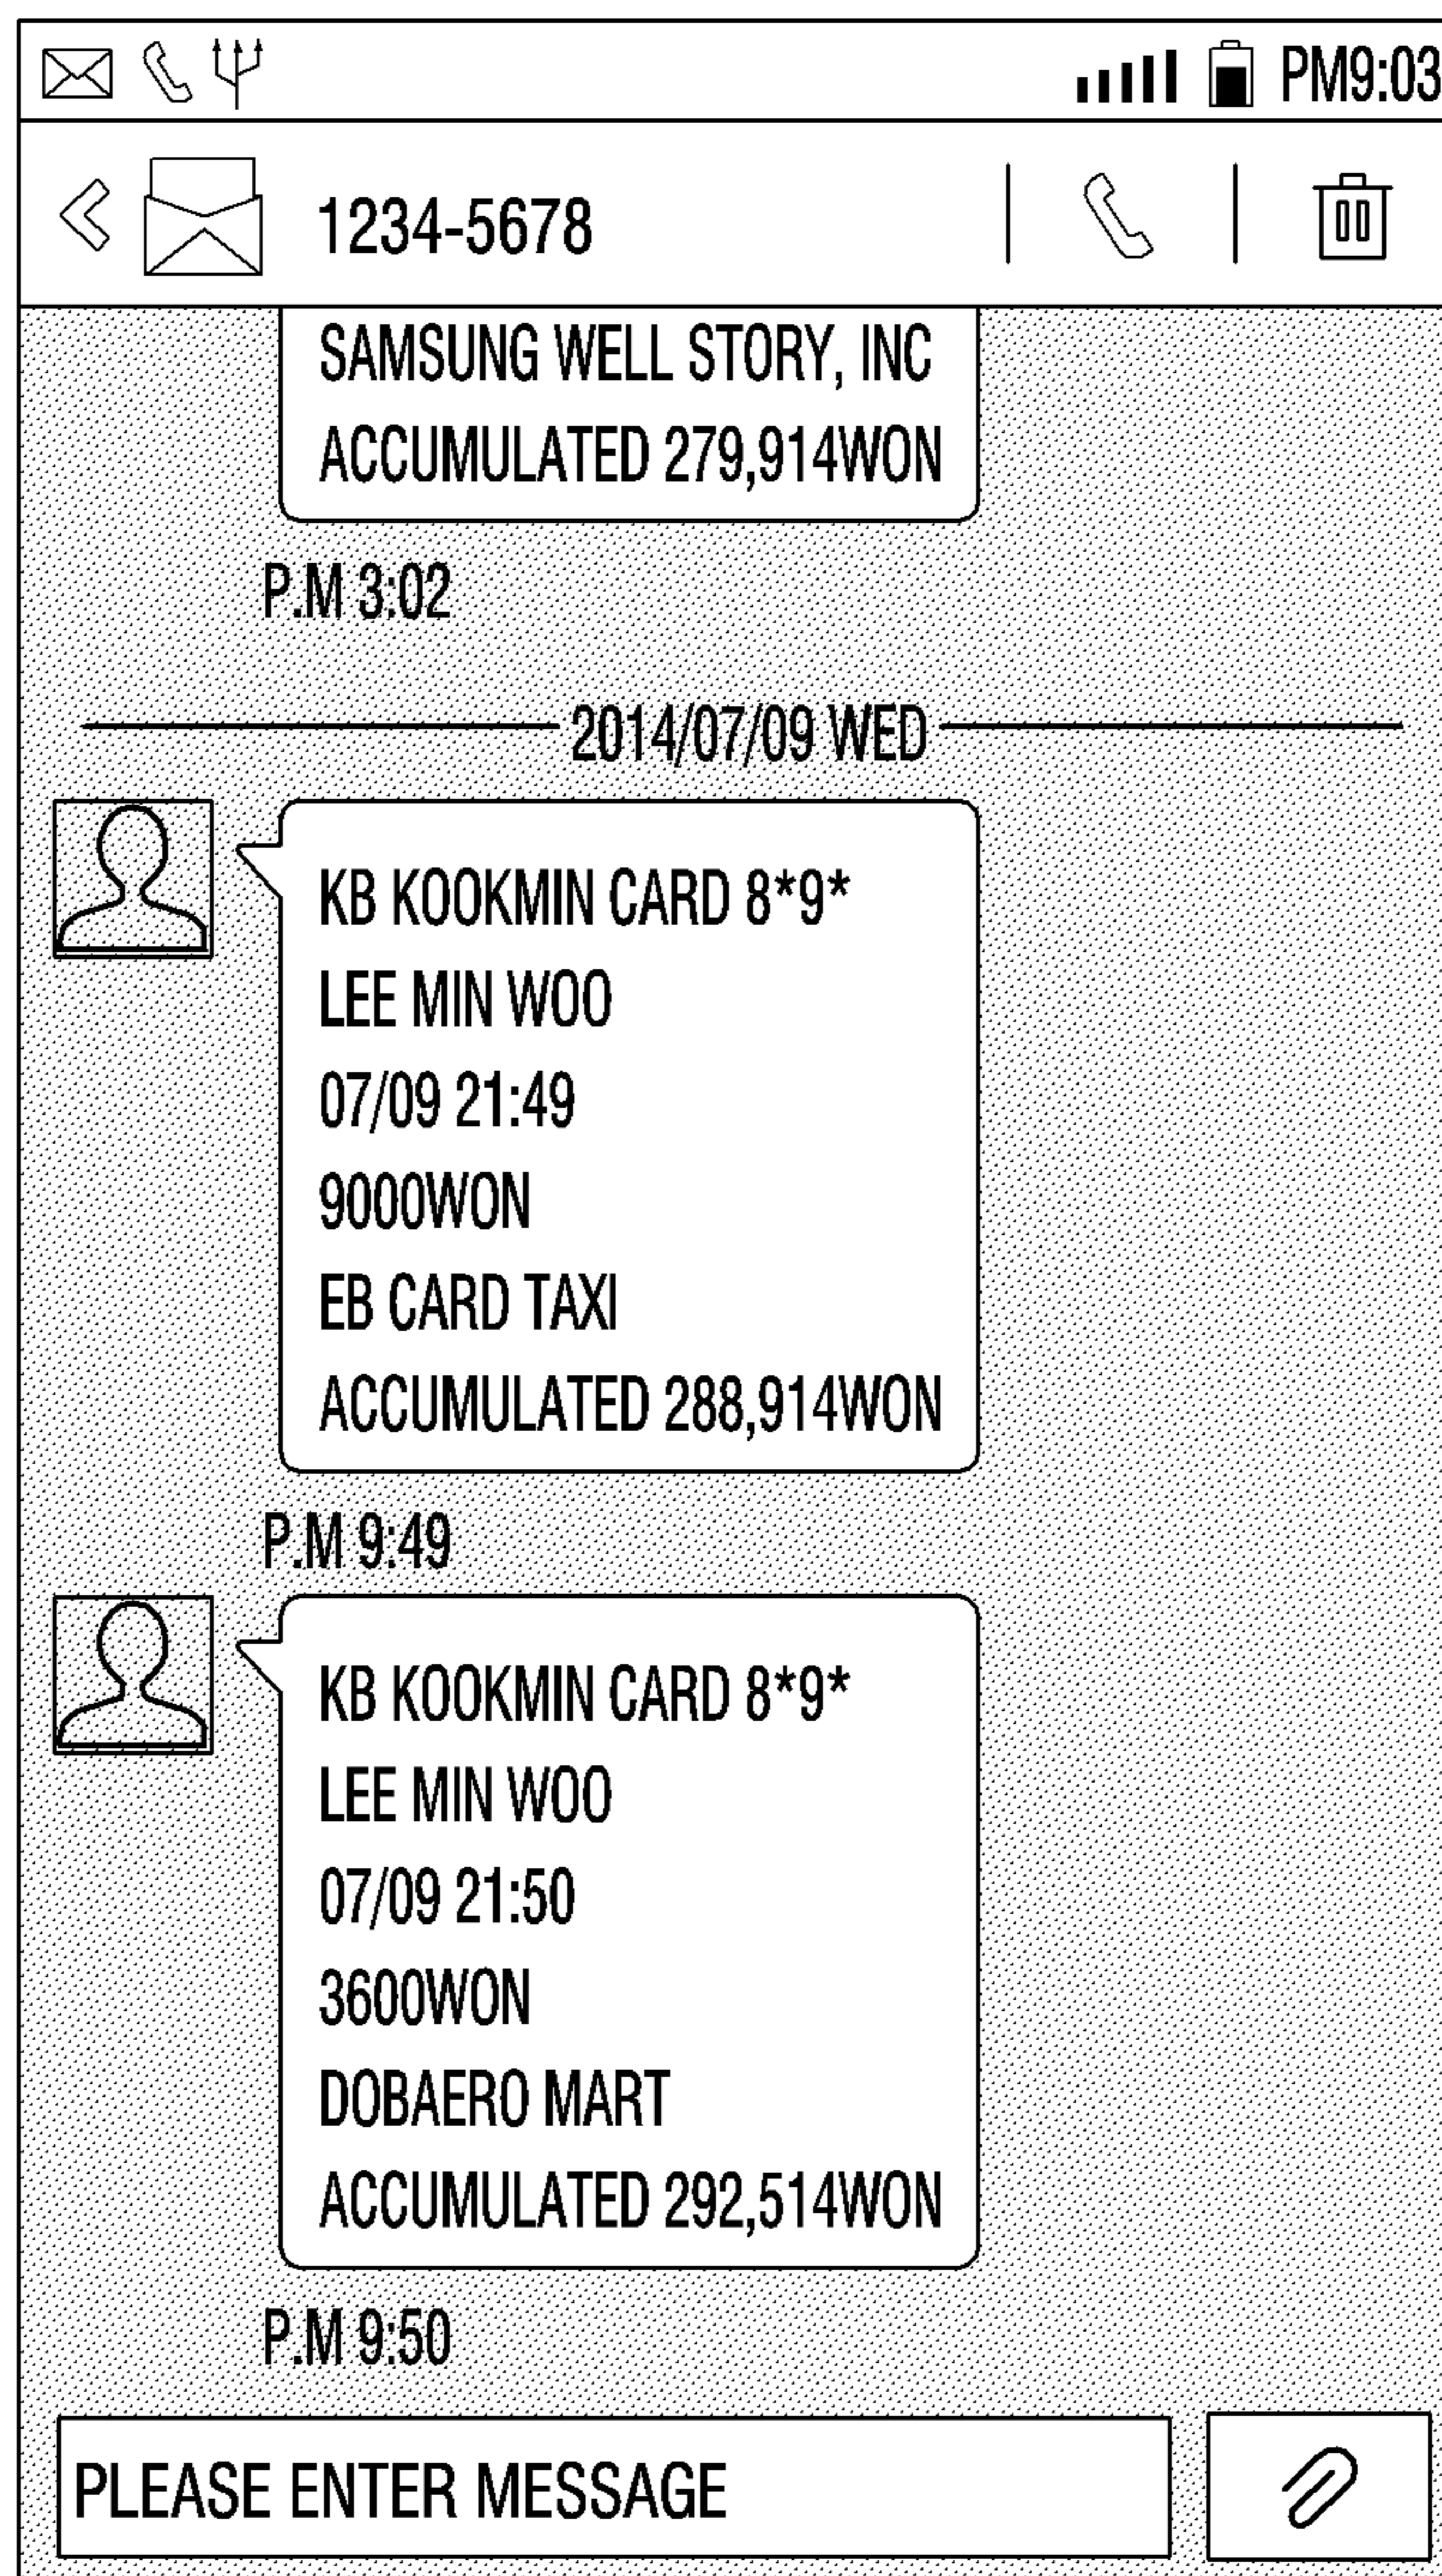 PM9:03
1234-5678
SAMSUNG WELL STORY, INC
ACCUMULATED 279,914WON
P.M 3:02
2014/07/09 WED
KB KOOKMIN CARD 8*9*
LEE MIN WOO
07/09 21:49
9000WON
EB CARD TAXI
ACCUMULATED 288,914WON
P.M 9:49
KB KOOKMIN CARD 8*9*
LEE MIN WOO
07/09 21:50
3600WON
DOBAERO MART
ACCUMULATED 292,514WON
P.M 9:50
PLEASE ENTER MESSAGE